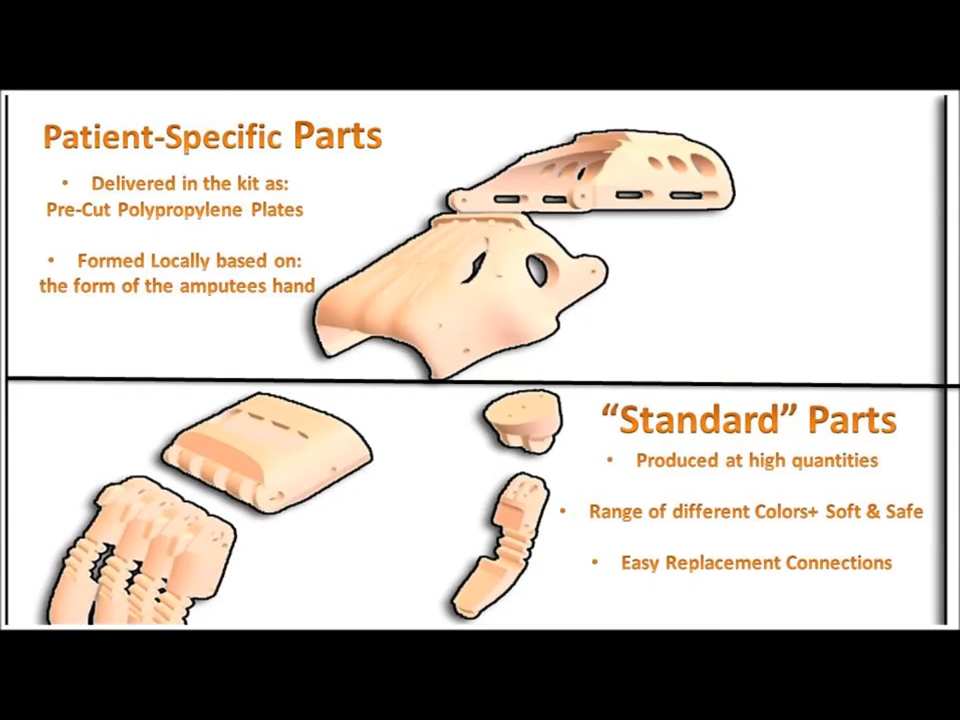 Patient-Specific Parts
• Delivered in the kit as:
Pre-Cut Polypropylene Plates
• Formed Locally based on:
the form of the amputees hand
“Standard” Parts
• Produced at high quantities
• Range of different Colors+ Soft & Safe
• Easy Replacement Connections